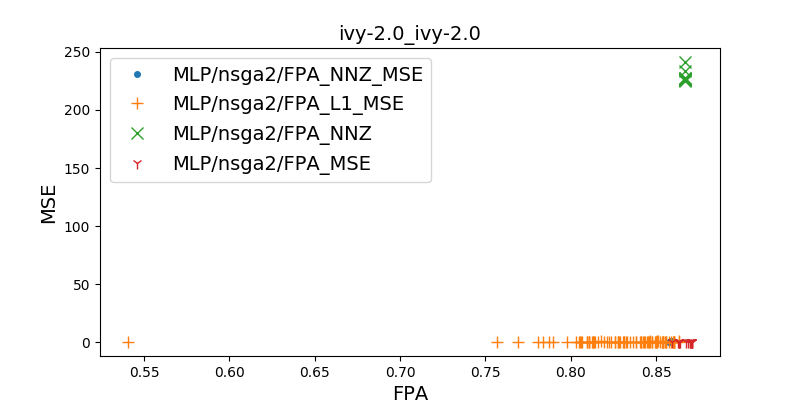 ivy-2.0_ivy-2.0
MLP/nsga2/FPA_NNZ_MSE
MLP/nsga2/FPA_L1_MSE
MLP/nsga2/FPA_NNZ
MLP/nsga2/FPA_MSE
MSE
250
200
150
100
50
0
0.55
0.60
0.65
0.70
0.75
0.80
0.85
FPA